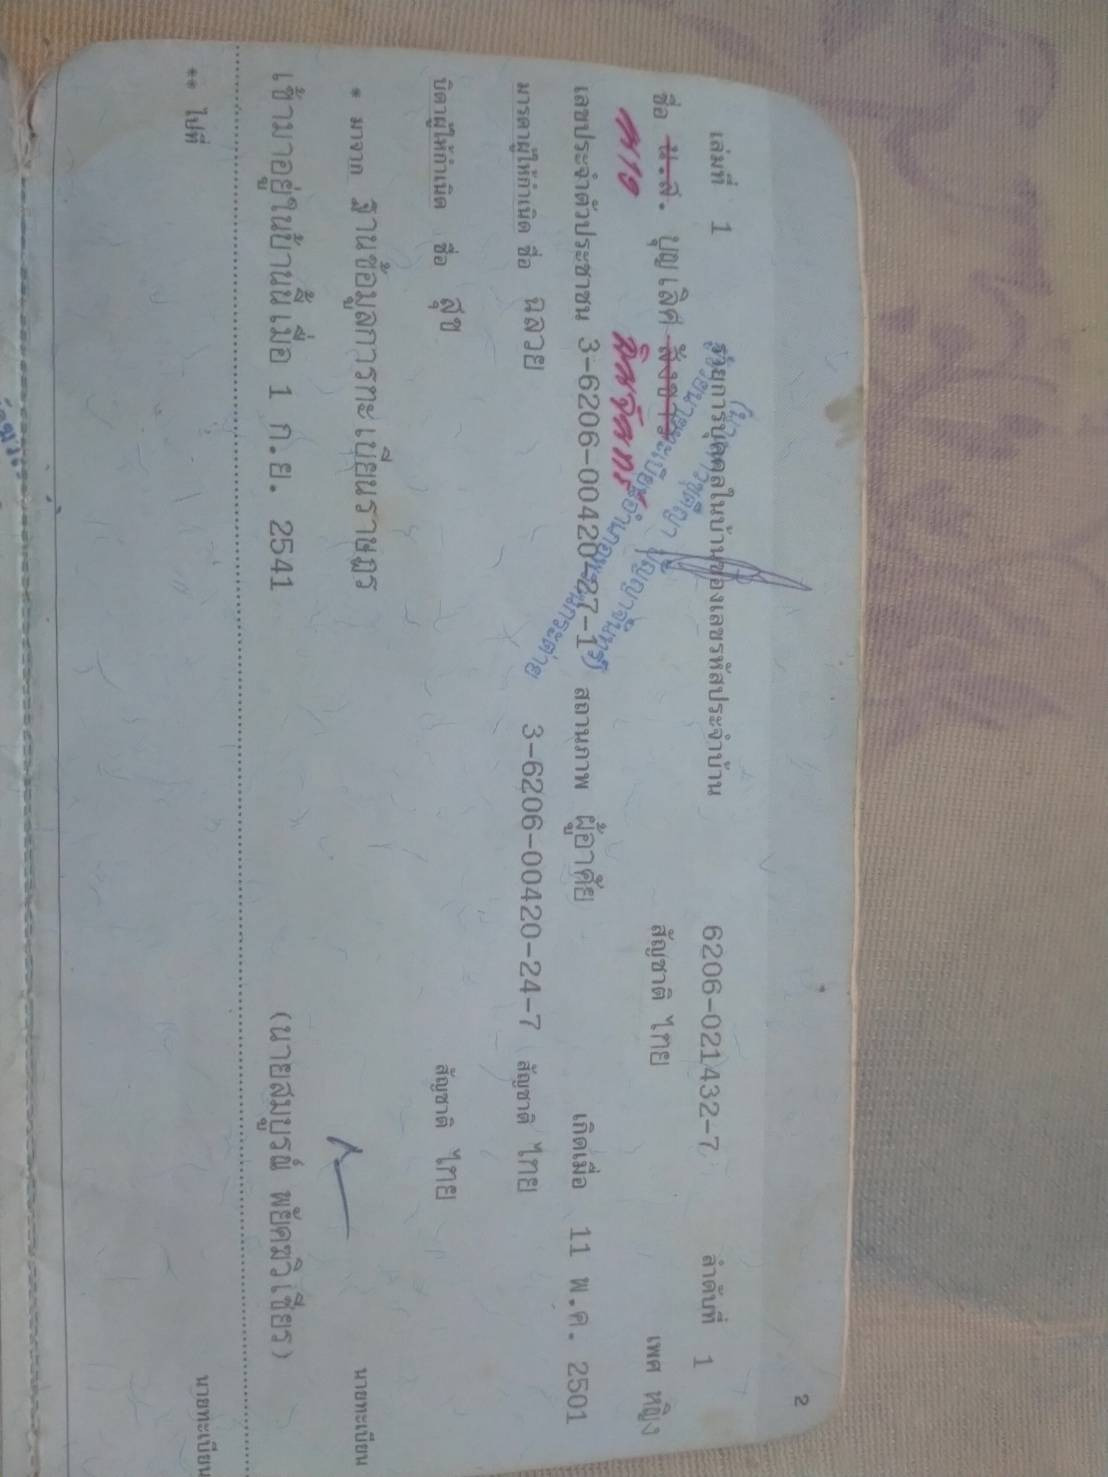 2
เล่มที่ 1 รายการบุคคลในบ้านของเลขรหัสประจำบ้าน 6206-021432-7 ลำดับที่ 1
ชื่อ น.ส. บุญเลิศ สัญชาติ ไทย เพศ หญิง
นาง
เลขประจำตัวประชาชน 3-6206-00420-27-1 สถานภาพ ผู้อาศัย เกิดเมื่อ 11 พ.ค. 2501
มารดาผู้ให้กำเนิด ชื่อ ฉลวย 3-6206-00420-24-7 สัญชาติ ไทย
บิดาผู้ให้กำเนิด ชื่อ สุข สัญชาติ ไทย
* มาจาก ฐานข้อมูลการทะเบียนราษฎร นายทะเบียน
เข้ามาอยู่ในบ้านนี้เมื่อ 1 ก.ย. 2541 (นายสมบูรณ์ พยัคฆวิเชียร)
** ไปที่ นายทะเบียน